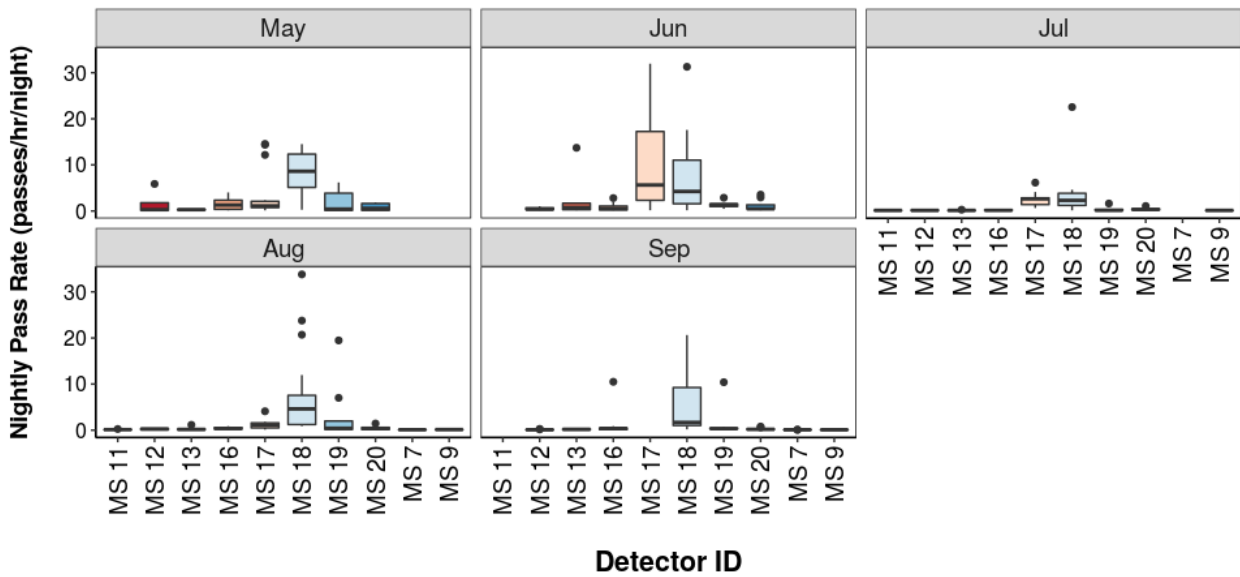 Nightly Pass Rate (passes/hr/night)
May
Jun
Jul
30
20
10
0
MS 11
MS 12
MS 13
MS 16
MS 17
MS 18
MS 19
MS 20
MS 7
MS 9
Aug
Sep
30
20
10
0
MS 11
MS 12
MS 13
MS 16
MS 17
MS 18
MS 19
MS 20
MS 7
MS 9
MS 11
MS 12
MS 13
MS 16
MS 17
MS 18
MS 19
MS 20
MS 7
MS 9
Detector ID